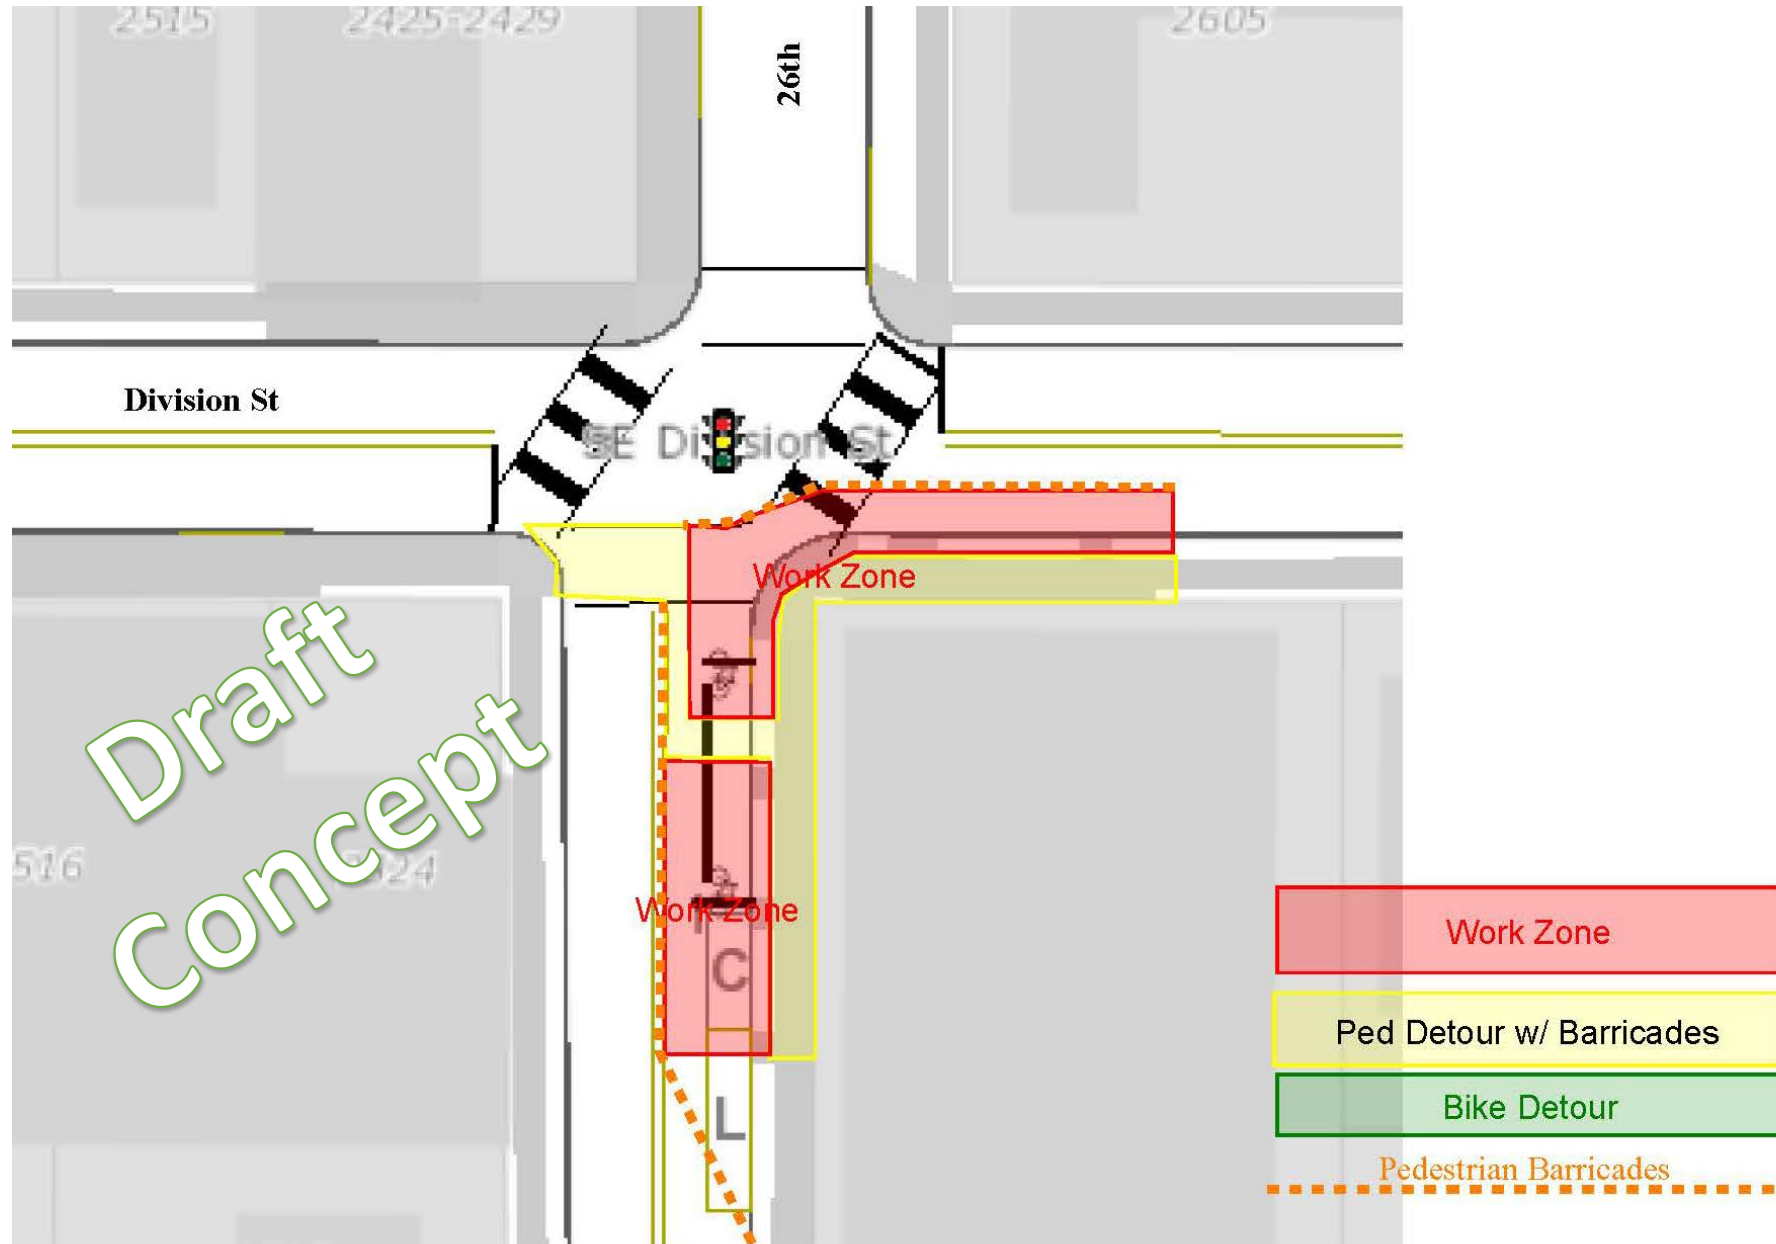 2515
2425-2429
26th
2605
Division St
SE Division St
Work Zone
Draft
Concept
516
Work Zone
C
L
Work Zone
Ped Detour w/ Barricades
Bike Detour
Pedestrian Barricades